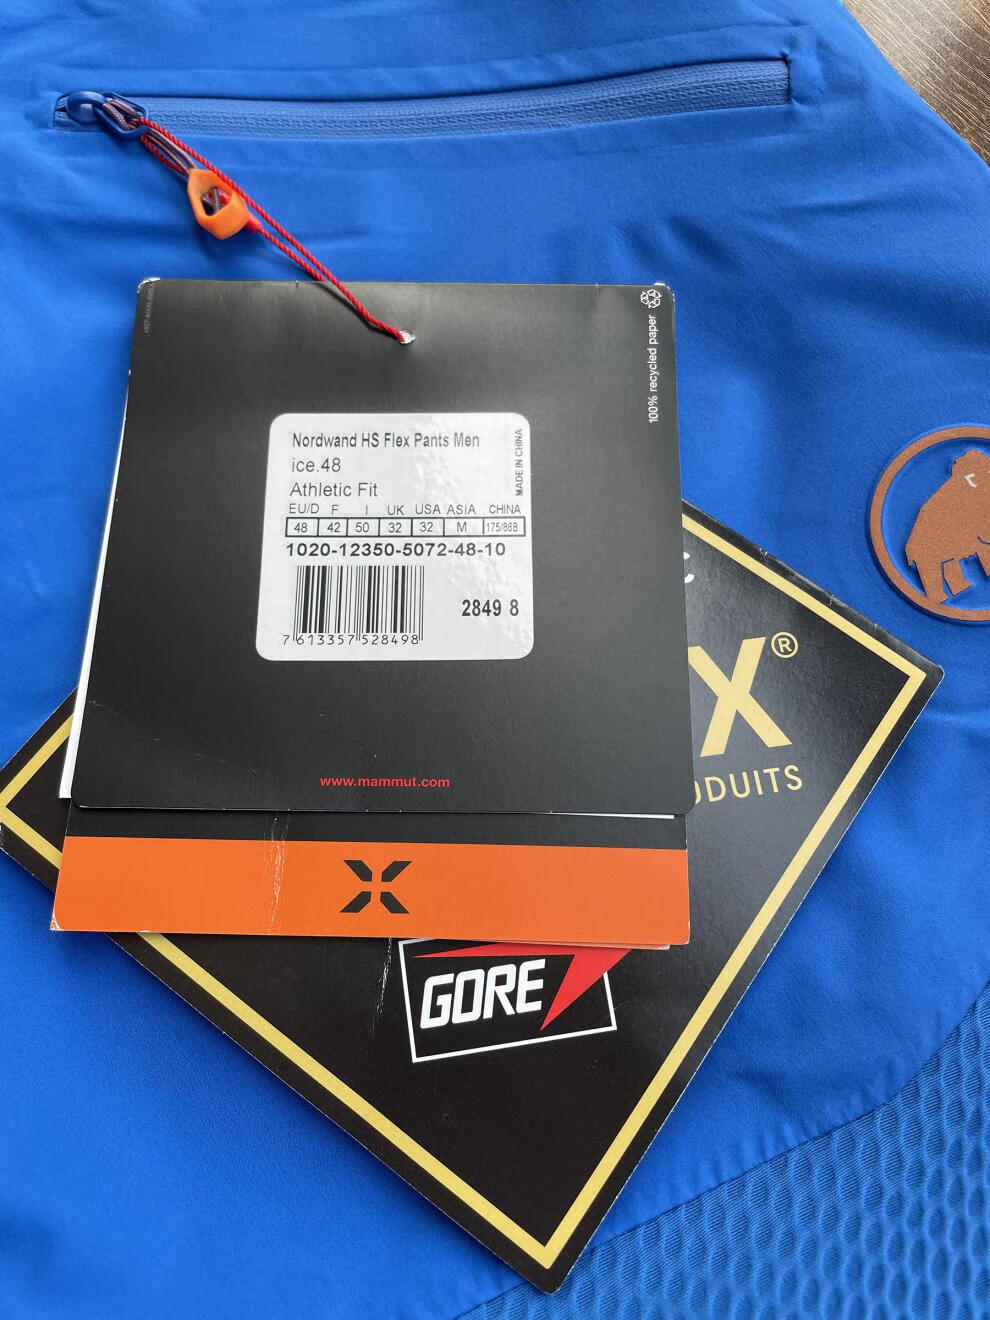 100% recycled paper
Nordwand HS Flex Pants Men
ice.48
Athletic Fit
MADE IN CHINA
EU/D F I UK USA ASIA CHINA
48 42 50 32 32 M 175/86B
1020-12350-5072-48-10
2849 8
7 613357 528498
www.mammut.com
X®
ODUITS
GORE